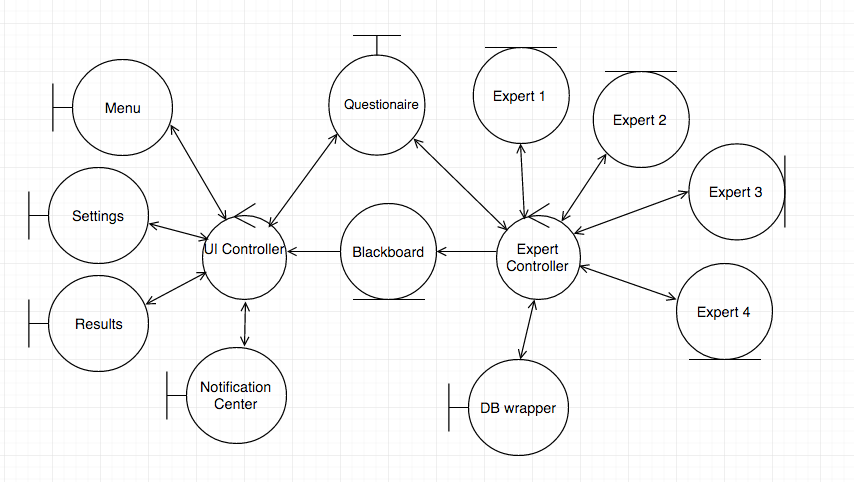 Menu
Questionaire
Expert 1
Expert 2
Expert 3
Settings
UI Controller
Blackboard
Expert
Controller
Results
Expert 4
Notification
Center
DB wrapper